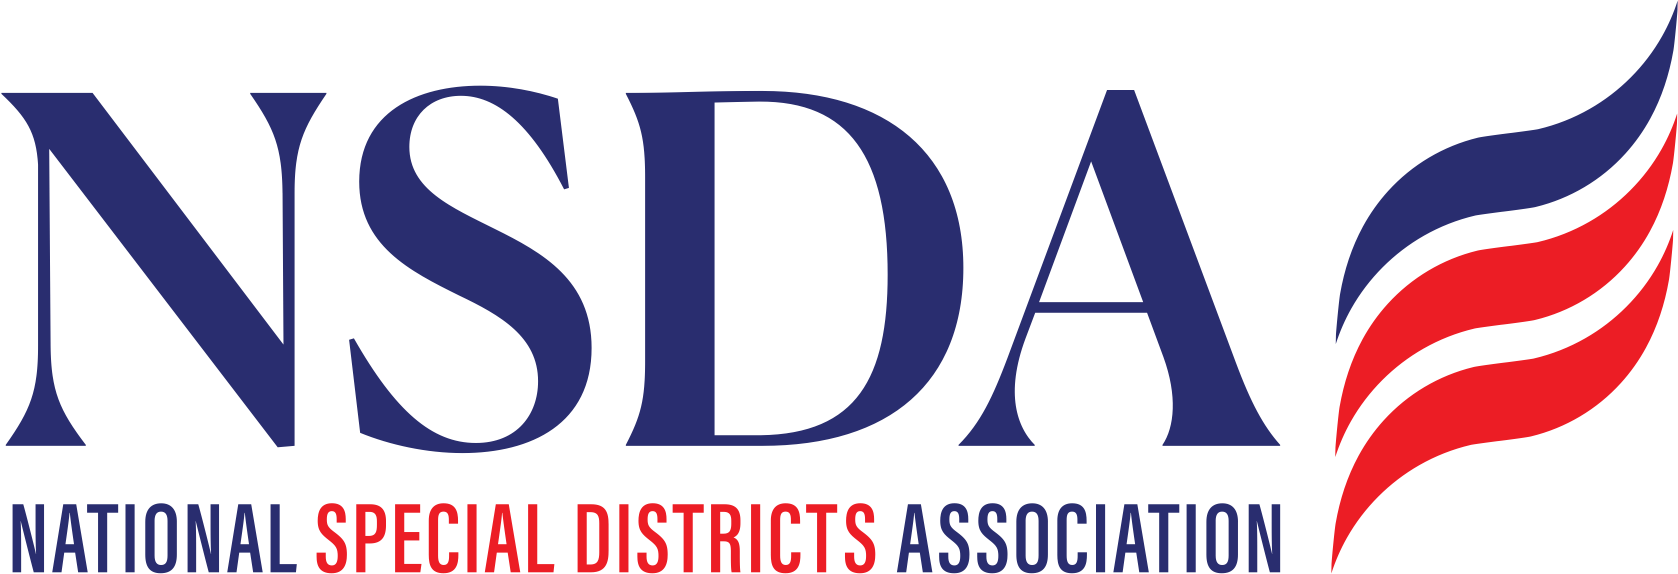 NSDA
NATIONAL SPECIAL DISTRICTS ASSOCIATION